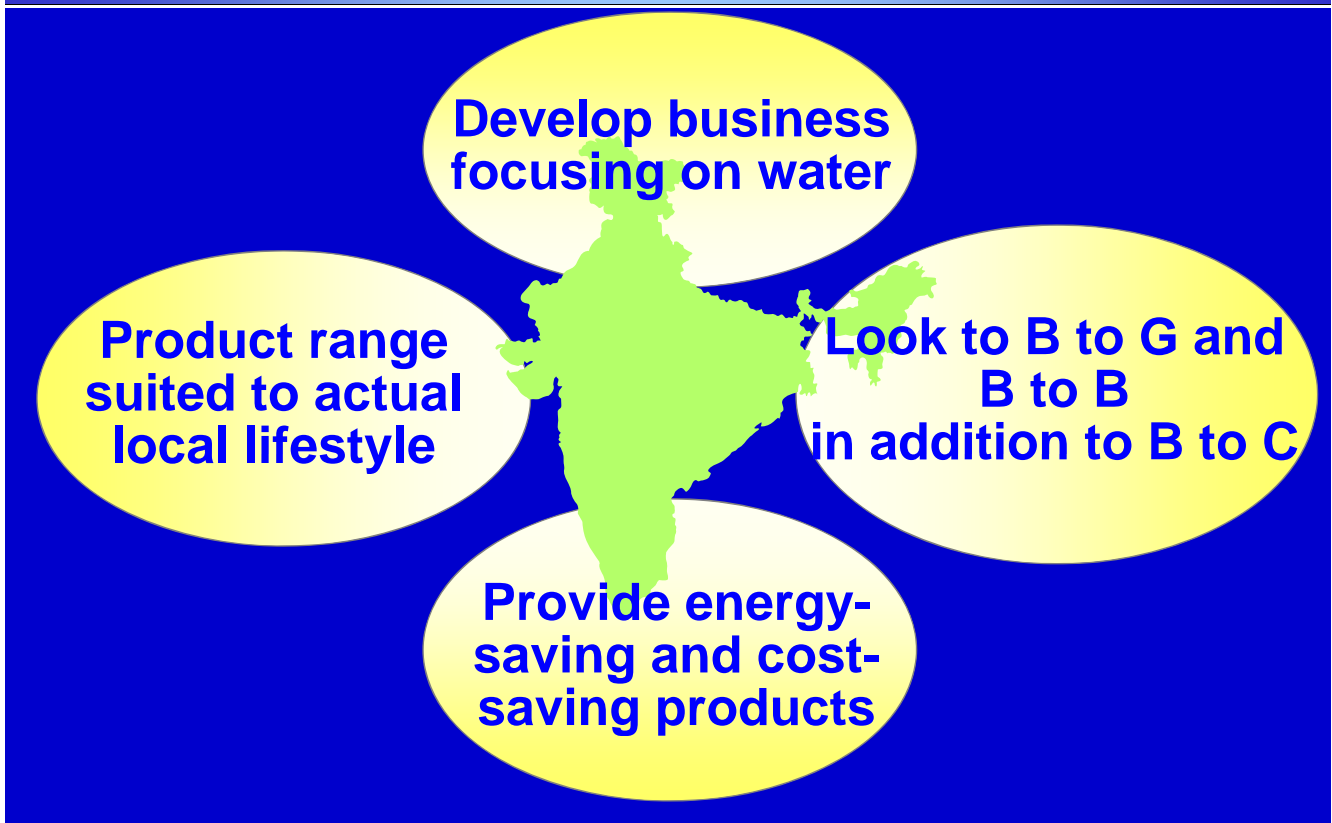 Develop business
focusing on water
Product range
suited to actual
local lifestyle
Look to B to G and
B to B
in addition to B to C
Provide energy-
saving and cost-
saving products